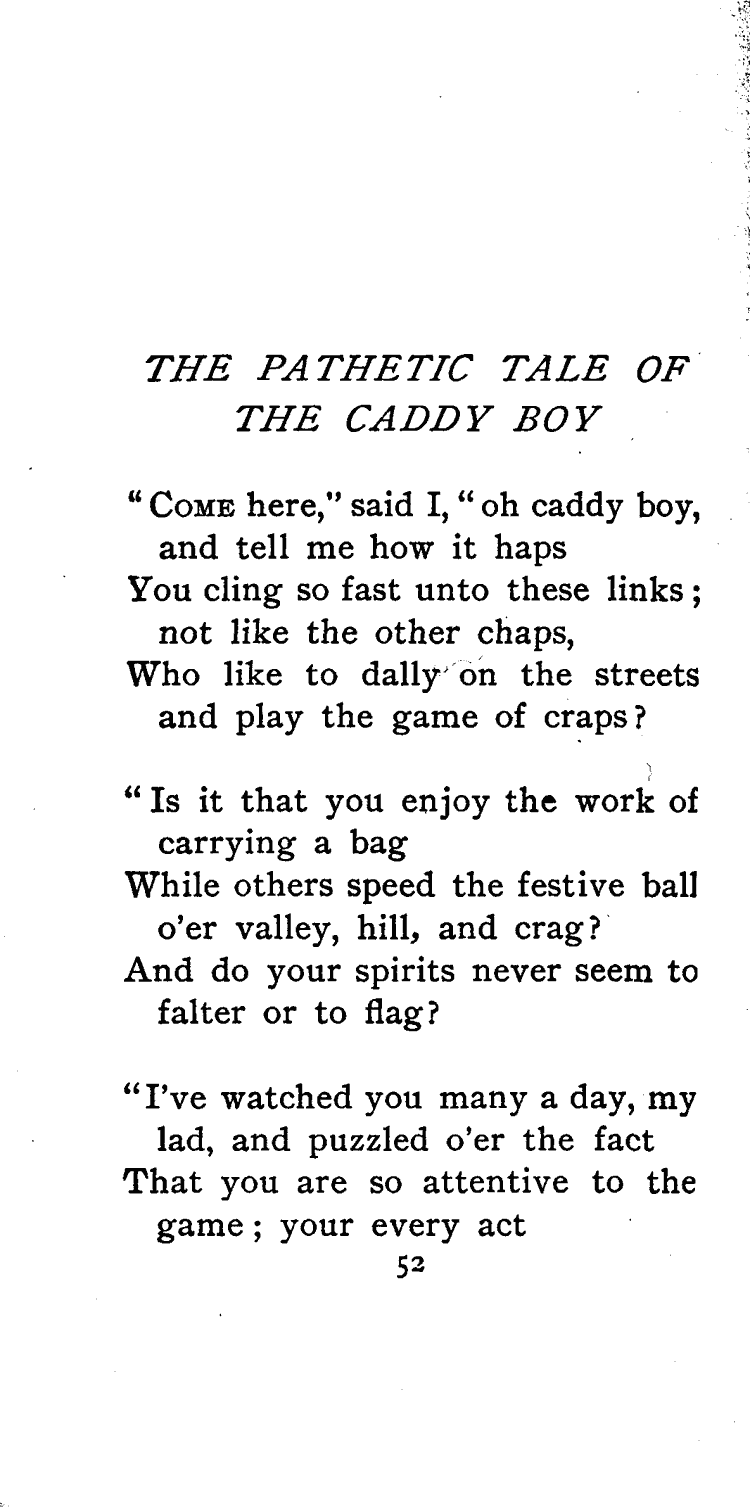 THE PATHETIC TALE OF
THE CADDY BOY
“COME here,” said I, “oh caddy boy,
and tell me how it haps
You cling so fast unto these links;
not like the other chaps,
Who like to dally on the streets
and play the game of craps?
“Is it that you enjoy the work of
carrying a bag
While others speed the festive ball
o’er valley, hill, and crag?
And do your spirits never seem to
falter or to flag?
“I’ve watched you many a day, my
lad, and puzzled o’er the fact
That you are so attentive to the
game; your every act
52